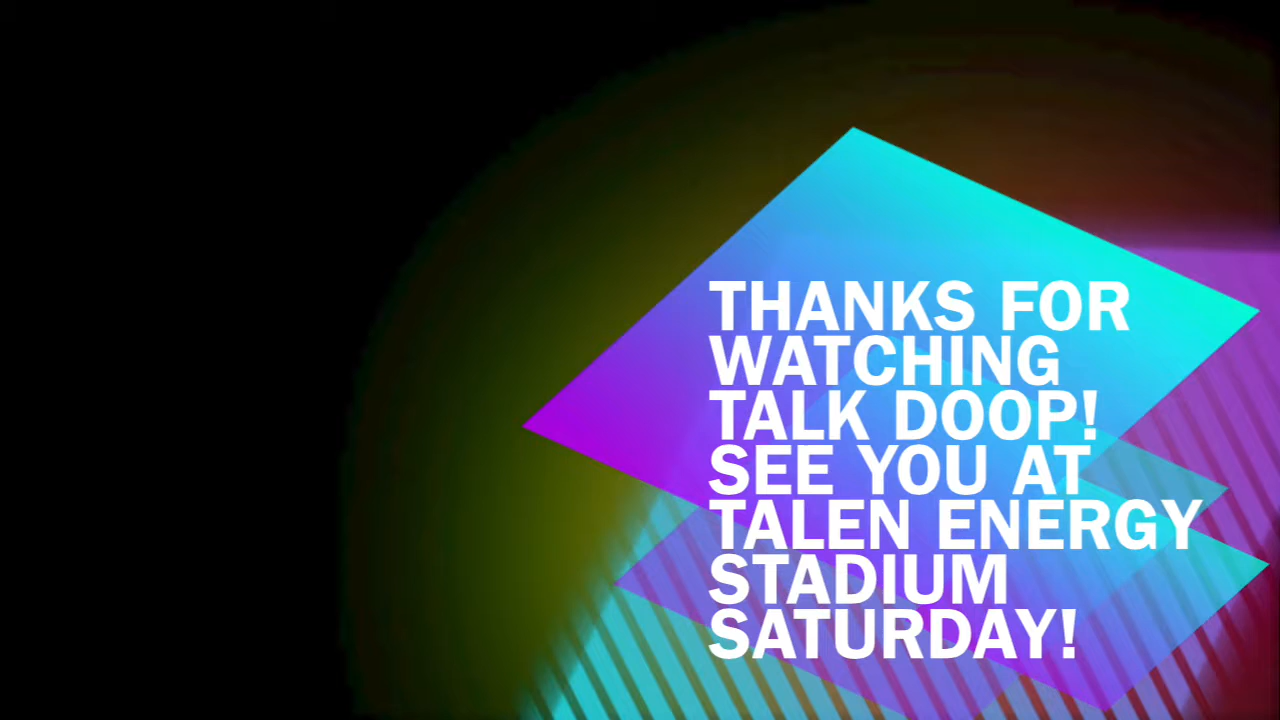 THANKS FOR
WATCHING
TALK DOOP!
SEE YOU AT
TALEN ENERGY
STADIUM
SATURDAY!